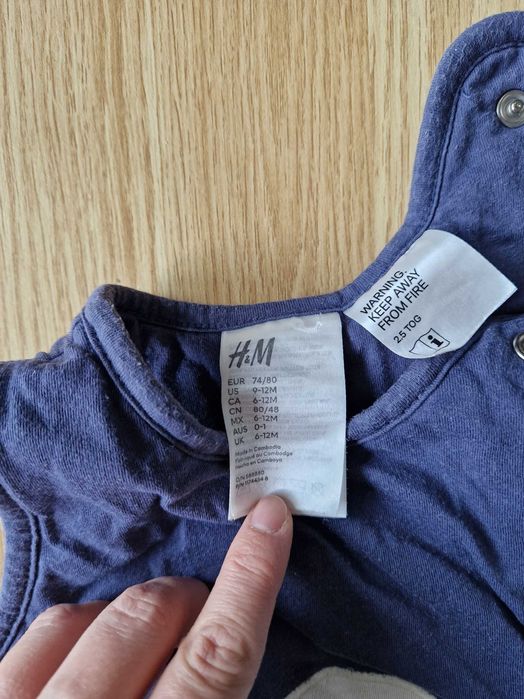 H&M
EUR 74/80
US 9-12M
CA 6-12M
CN 80/48
MX 6-12M
AUS 0-1
UK 6-12M
Made in Cambodia
Fabriqué au Cambodge
Hecho en Camboya
WARNING.
KEEP AWAY
FROM FIRE
2.5 TOG
i